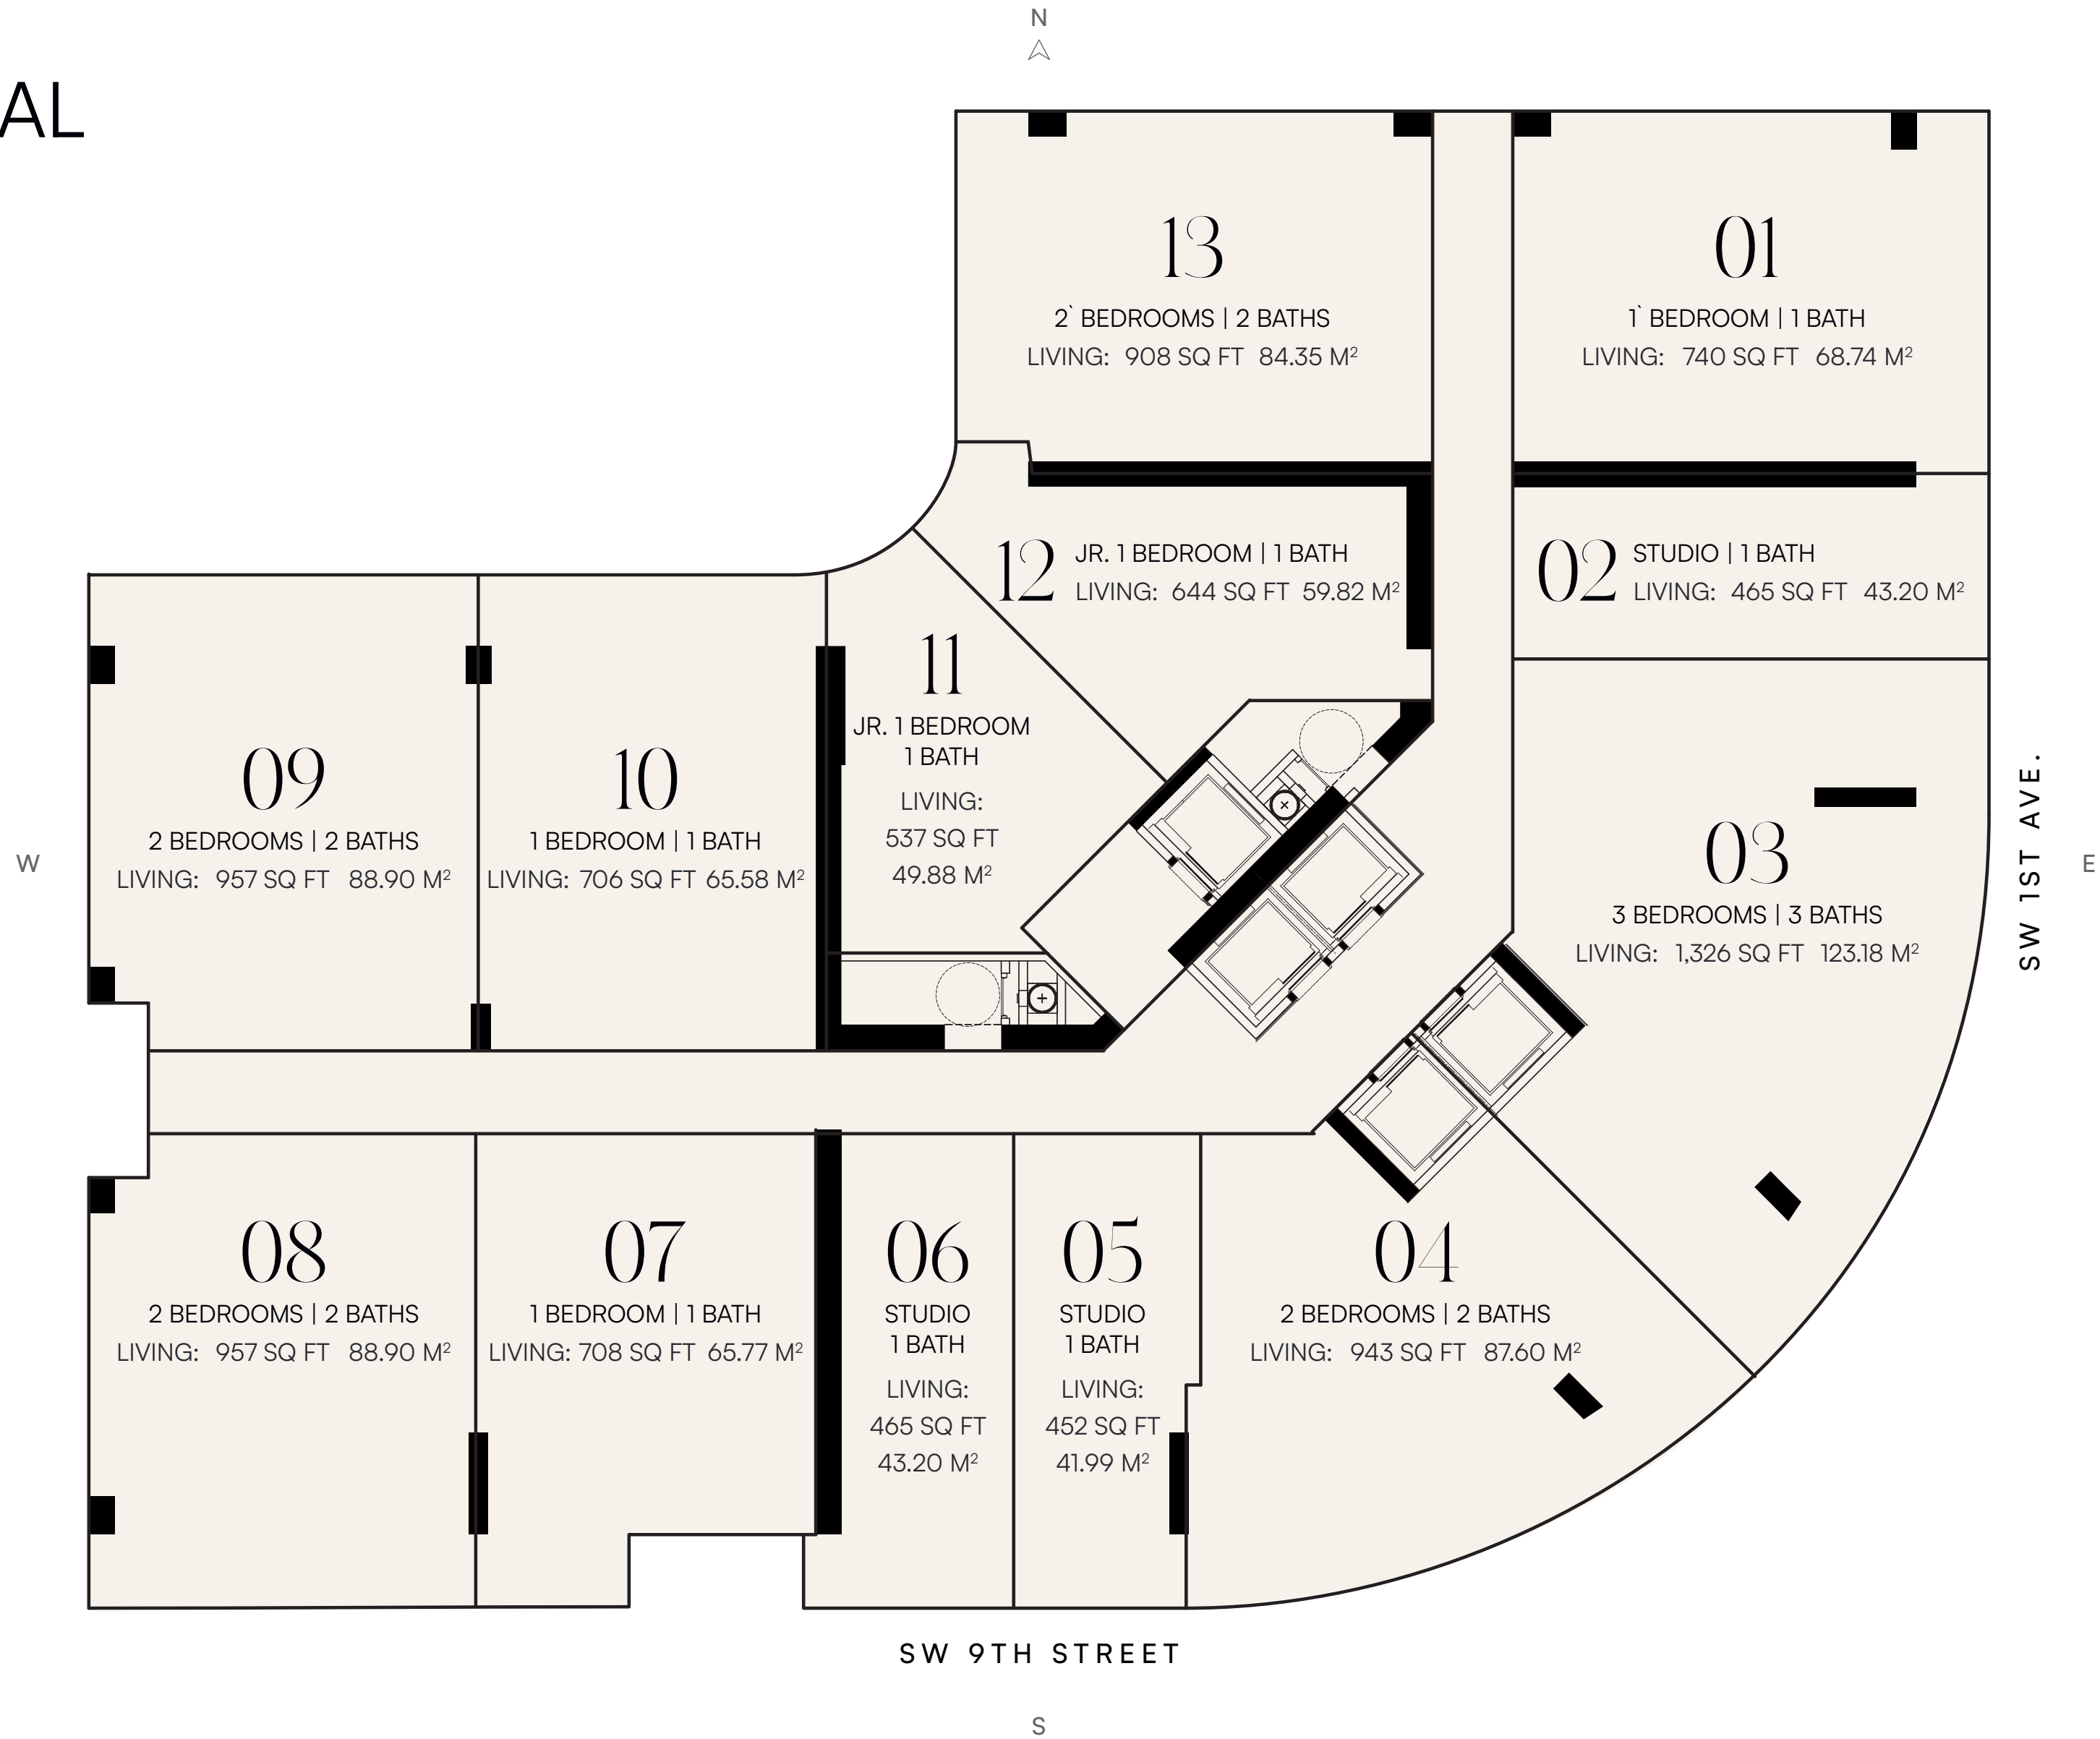 N
AL
13
2` BEDROOMS | 2 BATHS
LIVING: 908 SQ FT 84.35 M²
01
1` BEDROOM | 1 BATH
LIVING: 740 SQ FT 68.74 M²
12
JR. 1 BEDROOM | 1 BATH
LIVING: 644 SQ FT 59.82 M²
02
STUDIO | 1 BATH
LIVING: 465 SQ FT 43.20 M²
11
JR. 1 BEDROOM
1 BATH
LIVING:
537 SQ FT
49.88 M²
09
2 BEDROOMS | 2 BATHS
LIVING: 957 SQ FT 88.90 M²
10
1 BEDROOM | 1 BATH
LIVING: 706 SQ FT 65.58 M²
03
3 BEDROOMS | 3 BATHS
LIVING: 1,326 SQ FT 123.18 M²
SW 1ST AVE.
W
E
08
2 BEDROOMS | 2 BATHS
LIVING: 957 SQ FT 88.90 M²
07
1 BEDROOM | 1 BATH
LIVING: 708 SQ FT 65.77 M²
06
STUDIO
1 BATH
LIVING:
465 SQ FT
43.20 M²
05
STUDIO
1 BATH
LIVING:
452 SQ FT
41.99 M²
04
2 BEDROOMS | 2 BATHS
LIVING: 943 SQ FT 87.60 M²
SW 9TH STREET
S